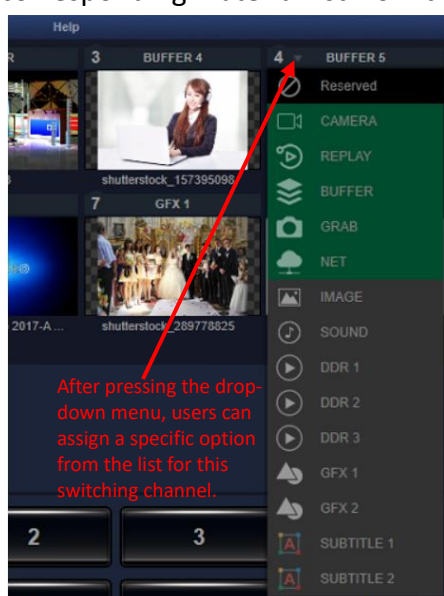 Help
3 BUFFER 4
4 BUFFER 5
Reserved
CAMERA
shutterstock_157395098
REPLAY
BUFFER
7 GFX 1
GRAB
NET
IMAGE
2017-A...
shutterstock_289778825
SOUND
DDR 1
After pressing the drop-
down menu, users can
assign a specific option
from the list for this
switching channel.
DDR 2
DDR 3
GFX 1
GFX 2
2
3
SUBTITLE 1
SUBTITLE 2